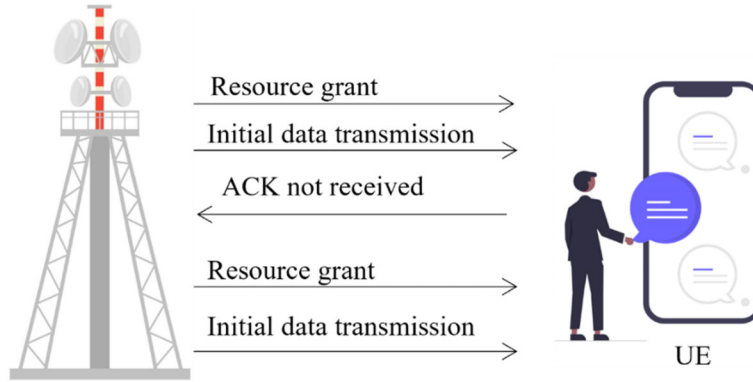 Resource grant
Initial data transmission
ACK not received
Resource grant
Initial data transmission
UE